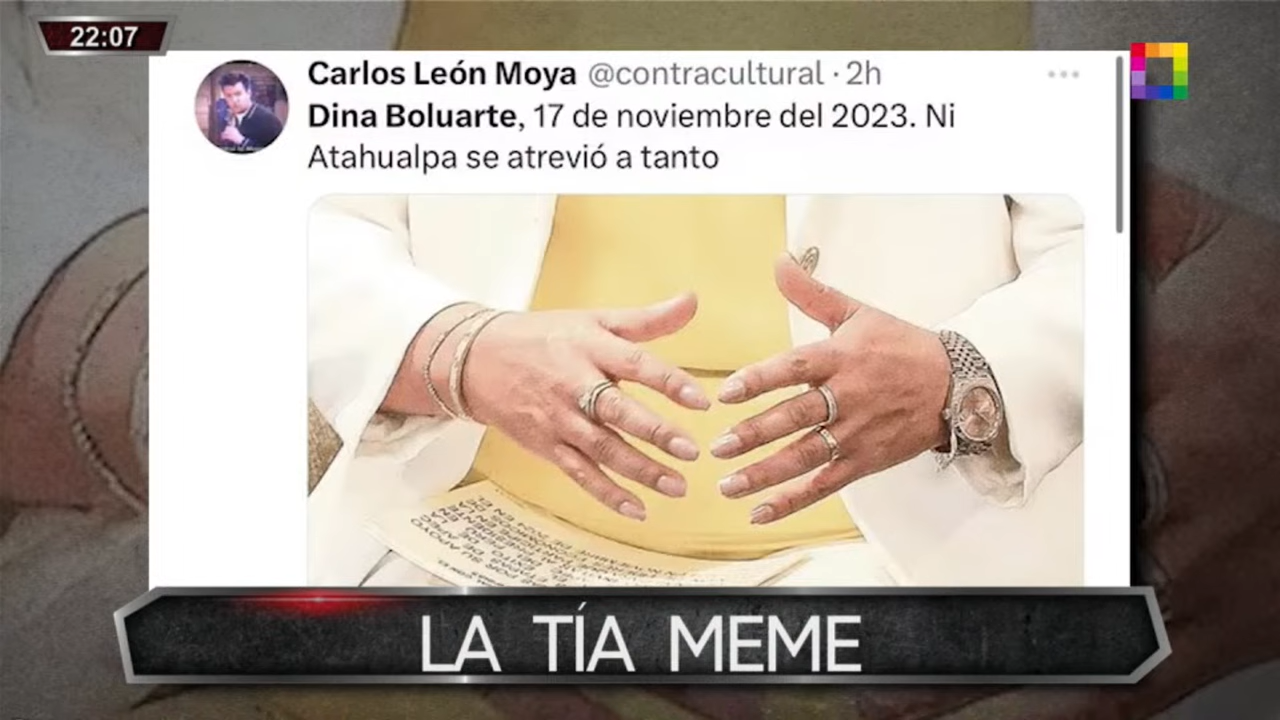 22:07
Carlos León Moya @contracultural · 2h
Dina Boluarte, 17 de noviembre del 2023. Ni
Atahualpa se atrevió a tanto
LA TÍA MEME